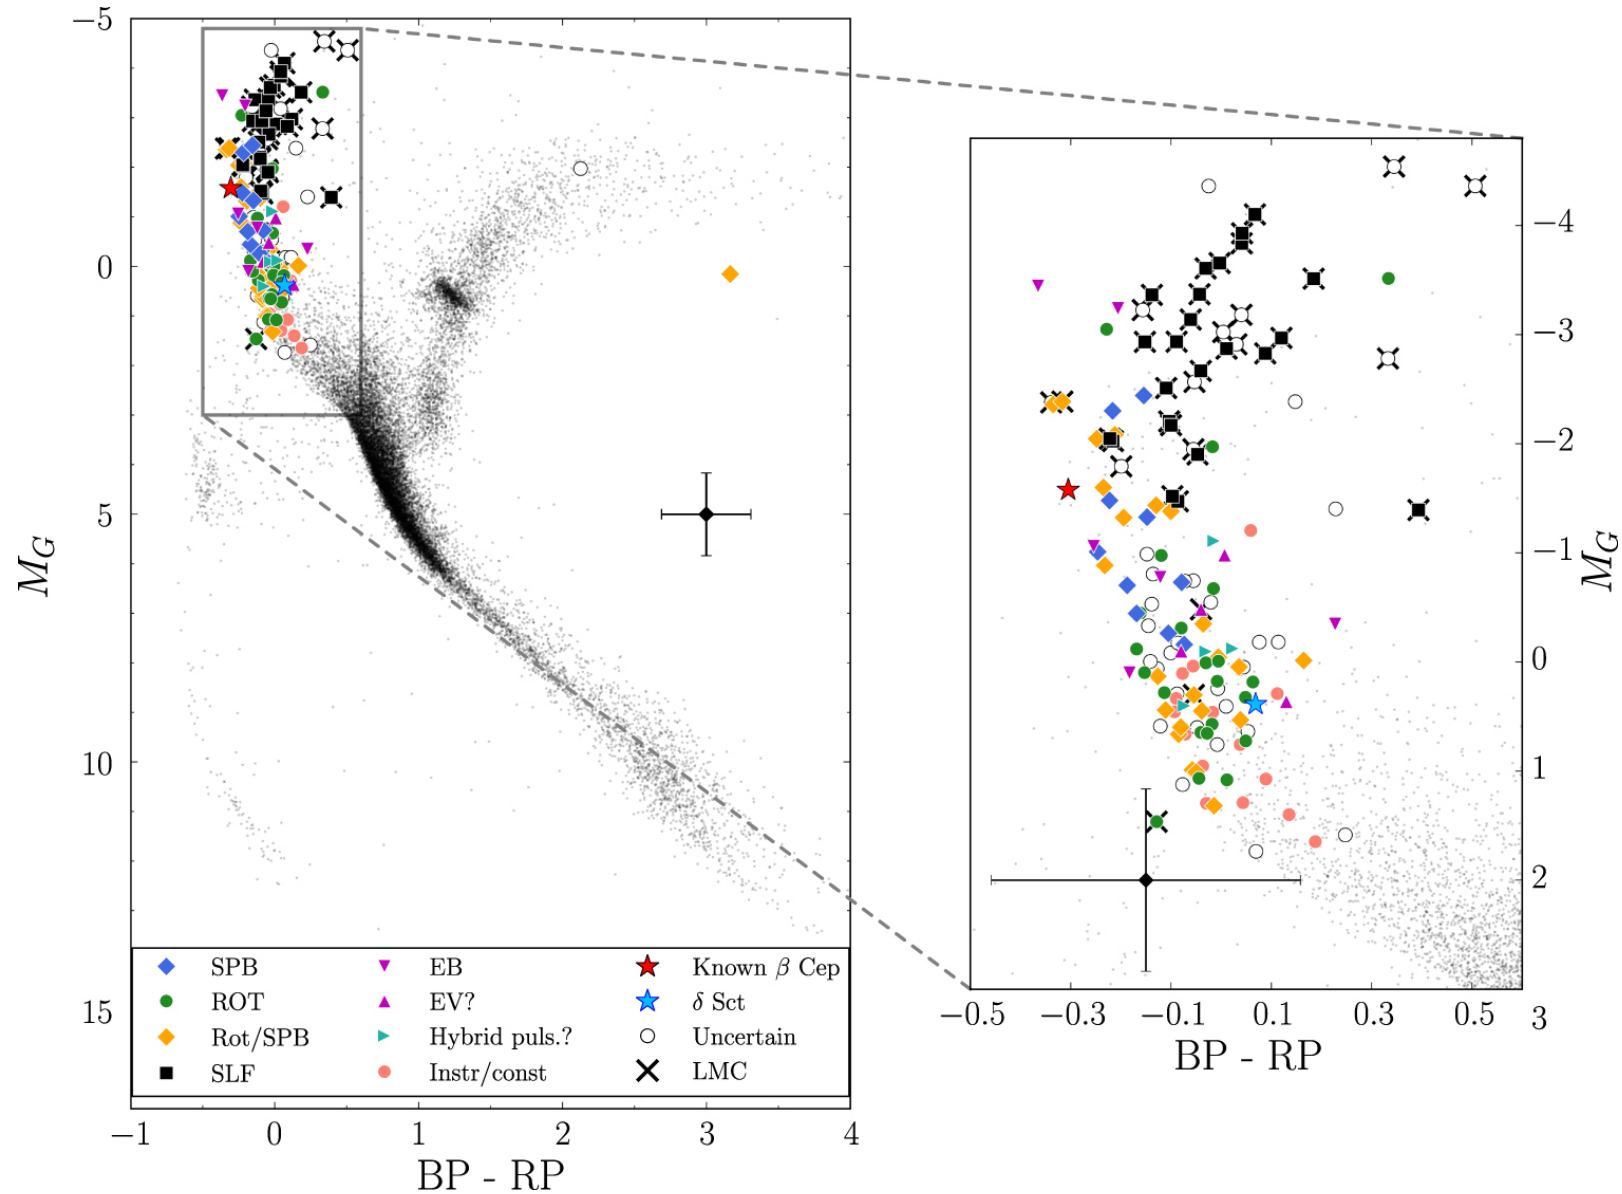 −5
0
5
10
15
M_G
−1 0 1 2 3 4
BP - RP
SPB
ROT
Rot/SPB
SLF
EB
EV?
Hybrid puls.?
Instr/const
Known β Cep
δ Sct
Uncertain
LMC
−4
−3
−2
−1
0
1
2
3
M_G
−0.5 −0.3 −0.1 0.1 0.3 0.5
BP - RP